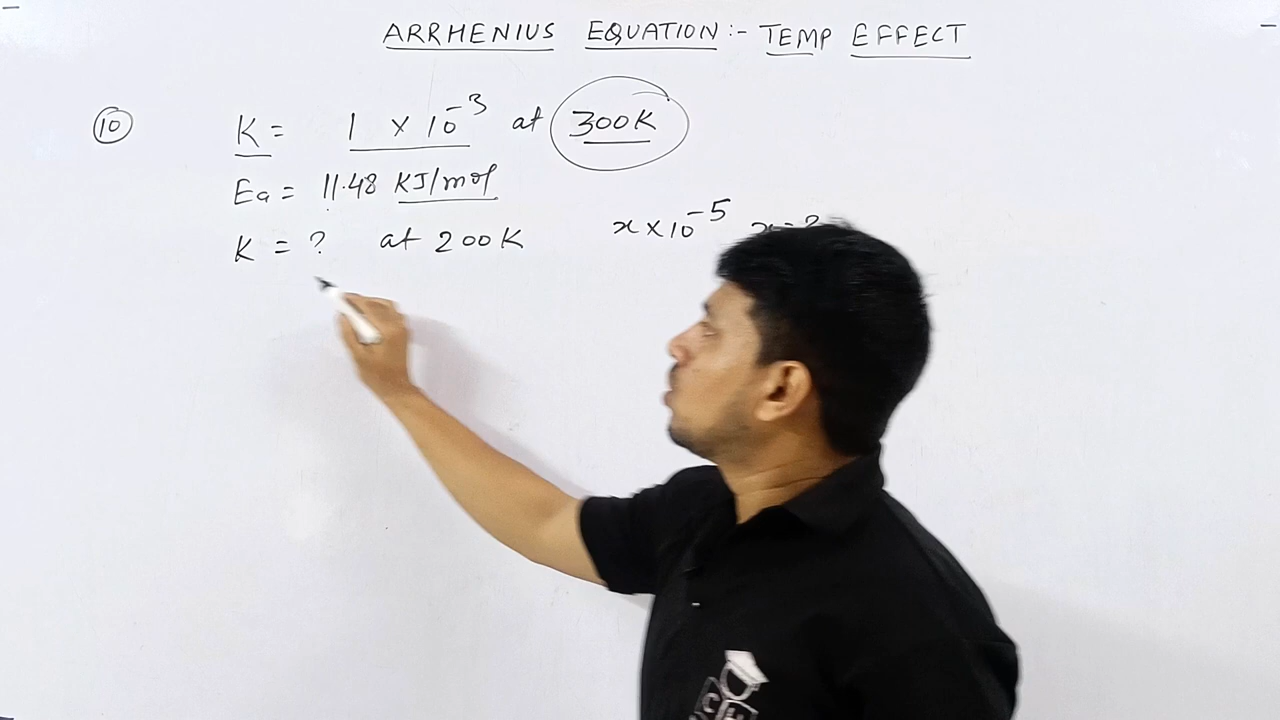 ARRHENIUS EQUATION :- TEMP EFFECT
10 K = 1 × 10⁻³ at 300K
Ea = 11.48 KJ/mol
K = ? at 200K x × 10⁻⁵